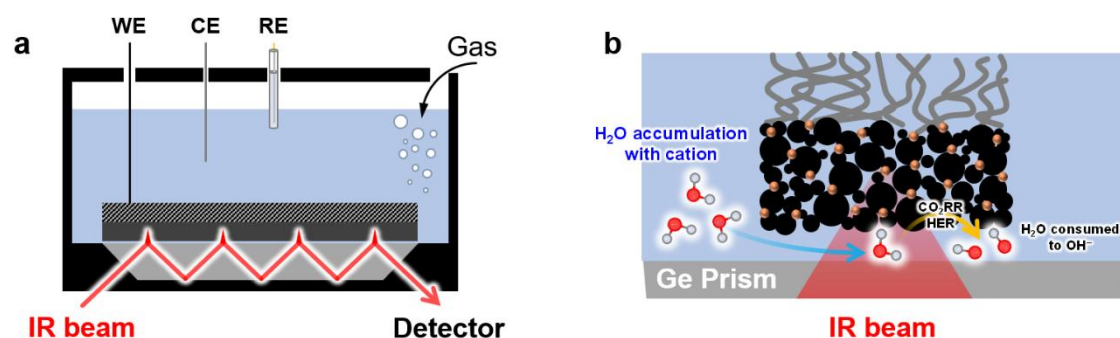 a
WE
CE
RE
Gas
IR beam
Detector
b
H₂O accumulation
with cation
CO₂RR
HER
H₂O consumed
to OH⁻
Ge Prism
IR beam